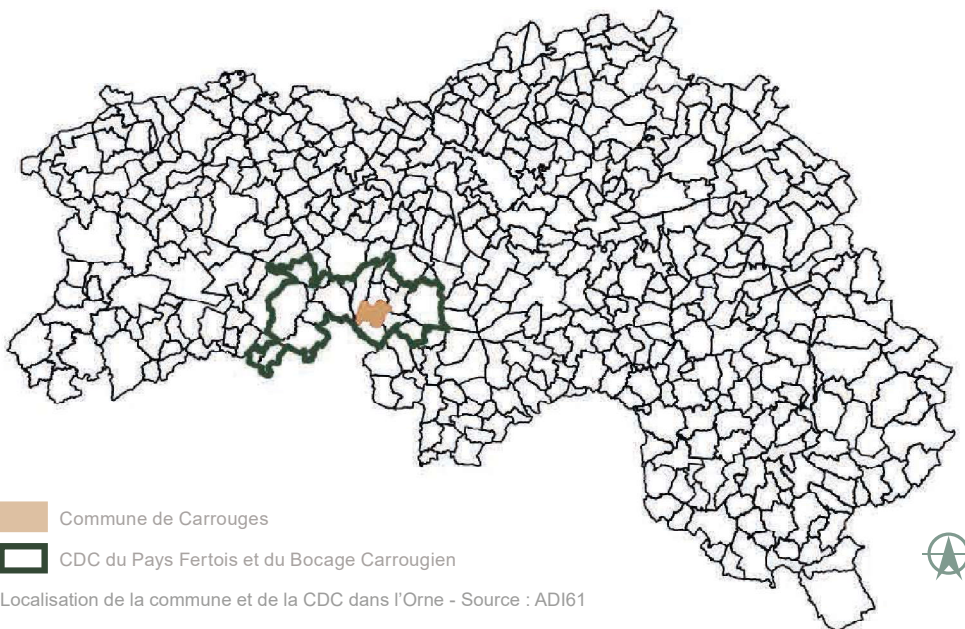 Commune de Carrouges
CDC du Pays Fertois et du Bocage Carrougien
Localisation de la commune et de la CDC dans l'Orne - Source : ADI61